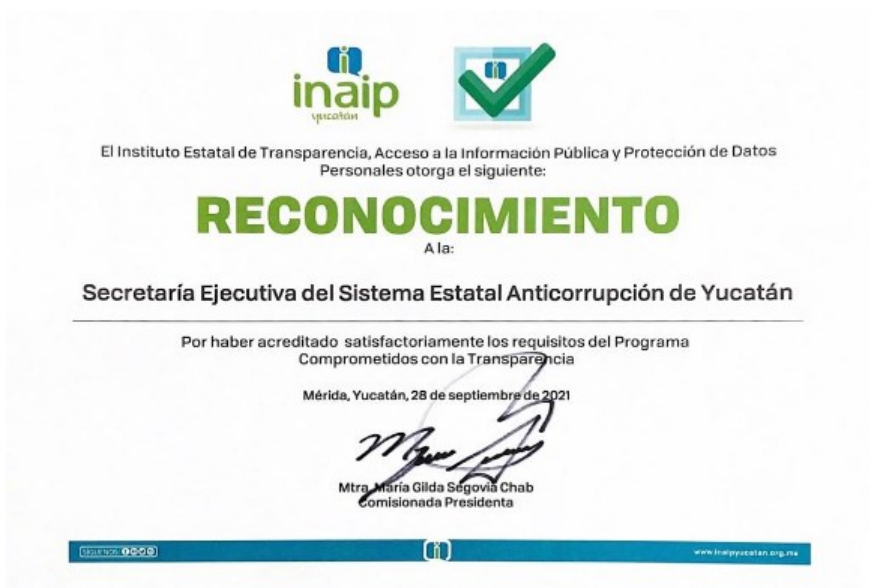 inaip
yucatán
El Instituto Estatal de Transparencia, Acceso a la Información Pública y Protección de Datos
Personales otorga el siguiente:
RECONOCIMIENTO
A la:
Secretaría Ejecutiva del Sistema Estatal Anticorrupción de Yucatán
Por haber acreditado satisfactoriamente los requisitos del Programa
Comprometidos con la Transparencia
Mérida, Yucatán, 28 de septiembre de 2021
Mtra. María Gilda Segovia Chab
Comisionada Presidenta
SÍGUENOS
www.inaipyucatan.org.mx